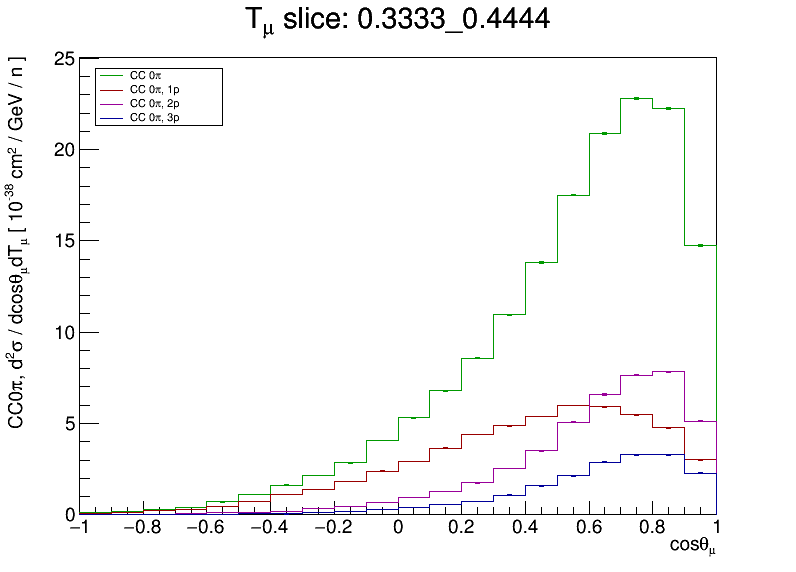 Tμ slice: 0.3333_0.4444
CC0π, d²σ / dcosθμdTμ [ 10⁻³⁸ cm² / GeV / n ]
25
20
15
10
5
0
CC 0π
CC 0π, 1p
CC 0π, 2p
CC 0π, 3p
−1 −0.8 −0.6 −0.4 −0.2 0 0.2 0.4 0.6 0.8 1
cosθμ